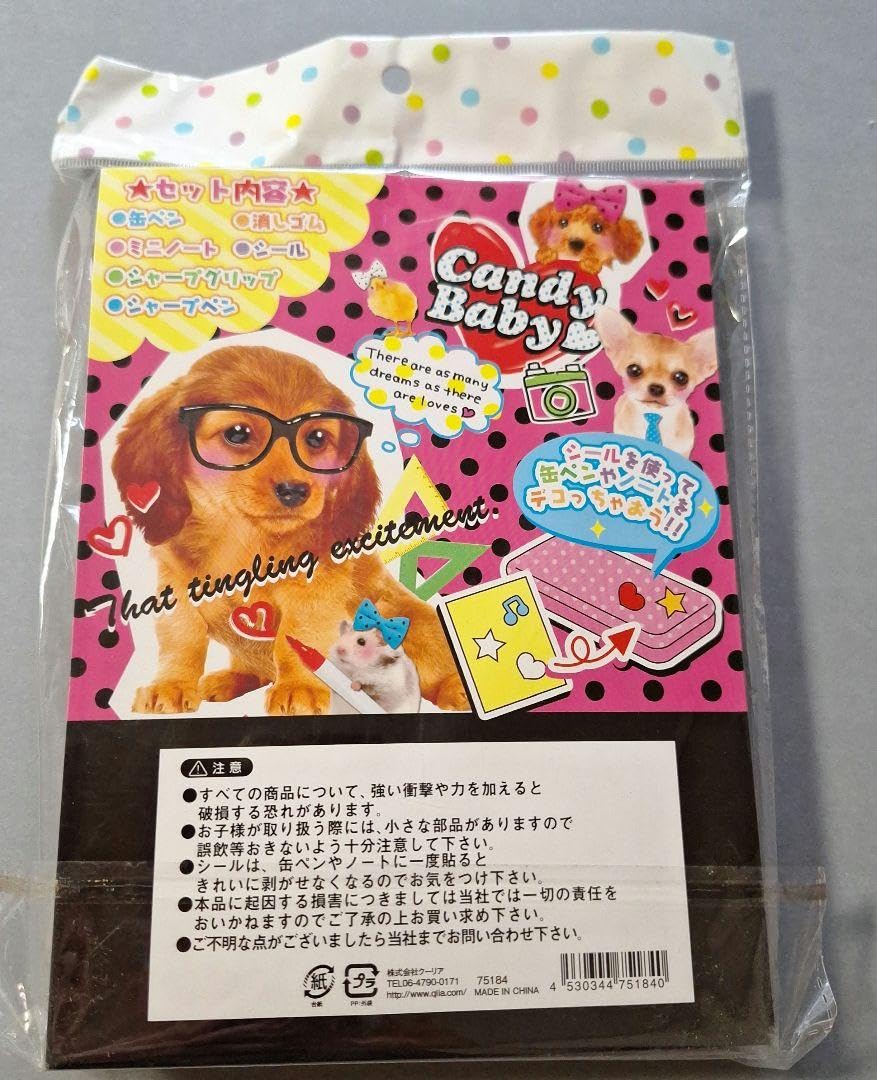 ★セット内容★
●缶ペン ●消しゴム
●ミニノート ●シール
●シャープグリップ
●シャープペン
Candy
Baby
There are as many
dreams as there
are loves
シールを使って
缶ペンやノートを
デコっちゃおう!!
That tingling excitement.
注意
●すべての商品について、強い衝撃や力を加えると
破損する恐れがあります。
●お子様が取り扱う際には、小さな部品がありますので
誤飲等おきないよう十分注意して下さい。
●シールは、缶ペンやノートに一度貼ると
きれいに剥がせなくなるのでお気をつけ下さい。
●本品に起因する損害につきましては当社では一切の責任を
おいかねますのでご了承の上お買い求め下さい。
●ご不明な点がございましたら当社までお問い合わせ下さい。
紙
台紙
プラ
PP:外袋
株式会社クーリア
TEL06-4790-0171 75184
http://www.qlia.com/ MADE IN CHINA
4 530344 751840